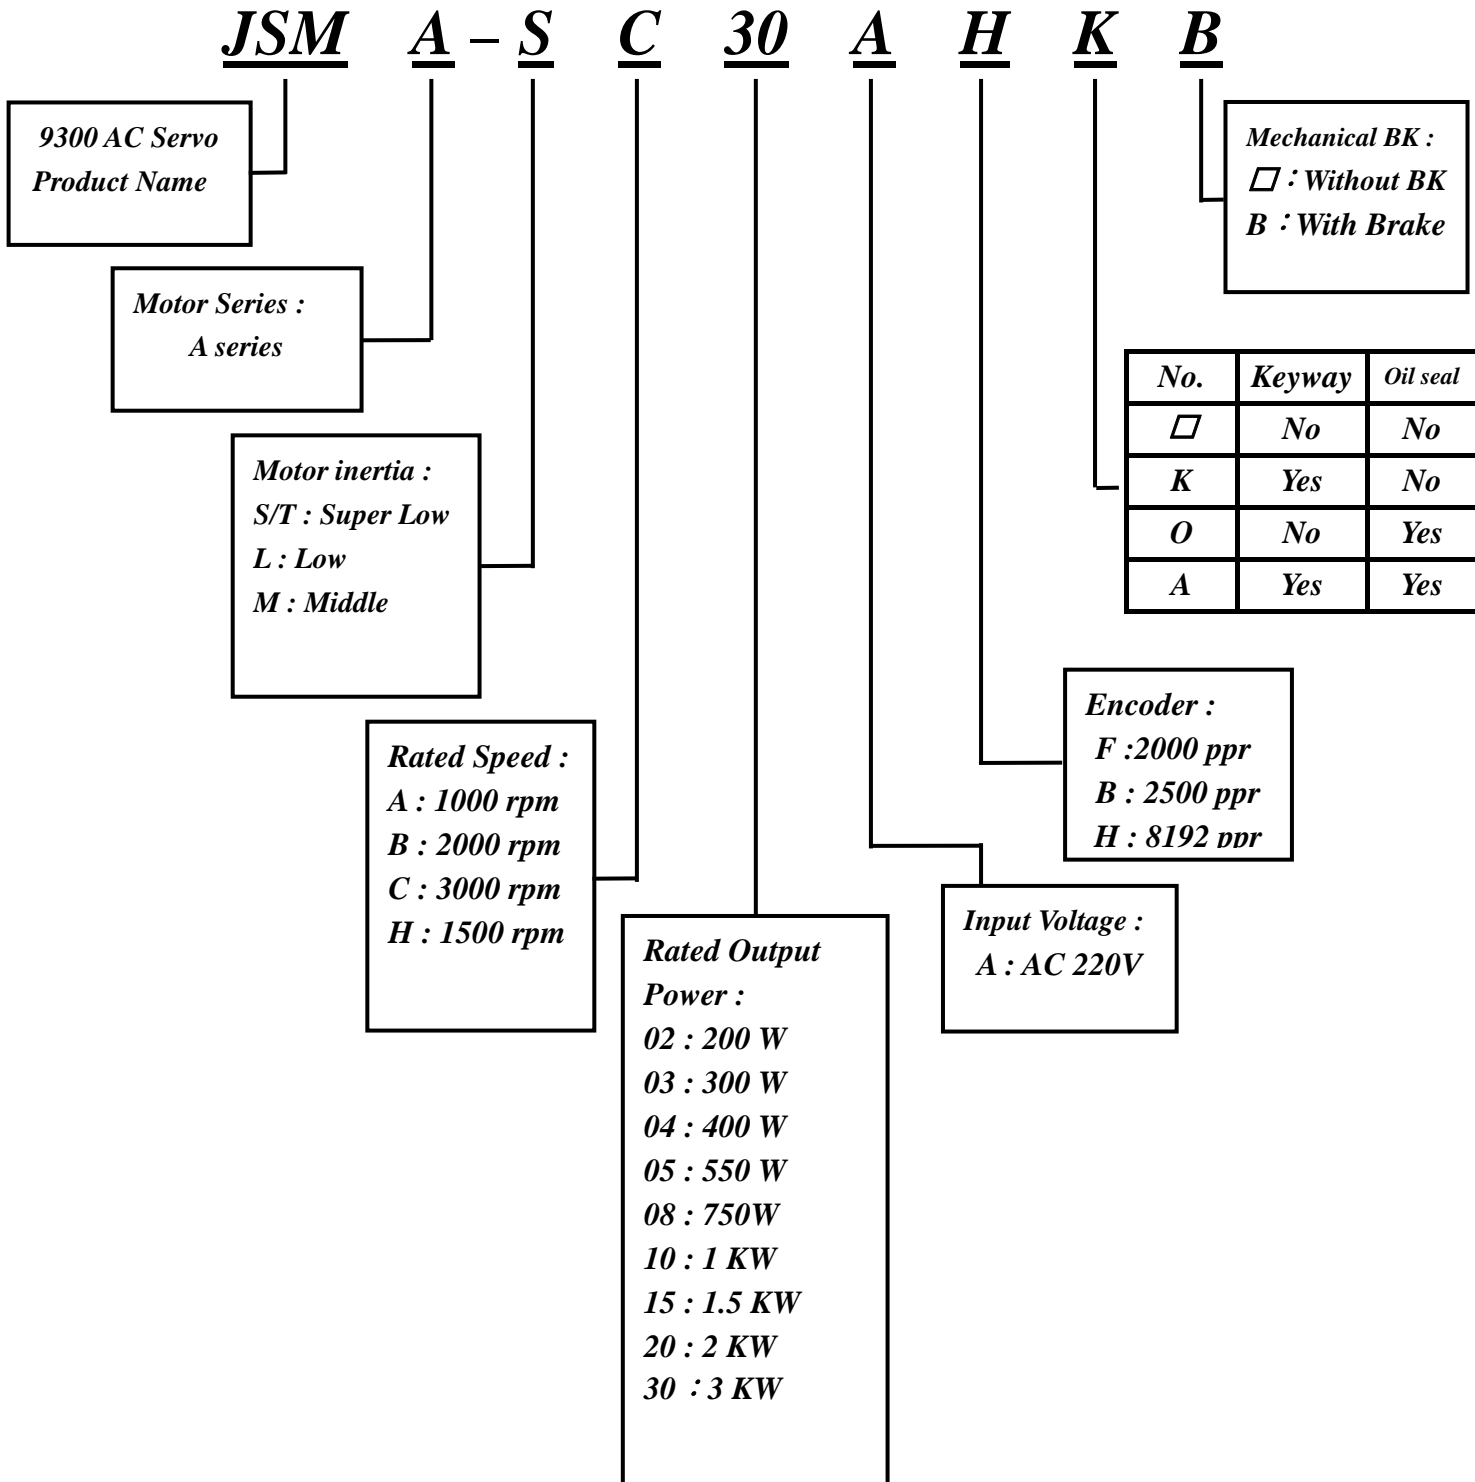 JSM A – S C 30 A H K B
9300 AC Servo
Product Name
Mechanical BK :
□ : Without BK
B : With Brake
Motor Series :
A series
No. Keyway Oil seal
□ No No
K Yes No
O No Yes
A Yes Yes
Motor inertia :
S/T : Super Low
L : Low
M : Middle
Encoder :
F :2000 ppr
B : 2500 ppr
H : 8192 ppr
Rated Speed :
A : 1000 rpm
B : 2000 rpm
C : 3000 rpm
H : 1500 rpm
Input Voltage :
A : AC 220V
Rated Output
Power :
02 : 200 W
03 : 300 W
04 : 400 W
05 : 550 W
08 : 750W
10 : 1 KW
15 : 1.5 KW
20 : 2 KW
30 : 3 KW